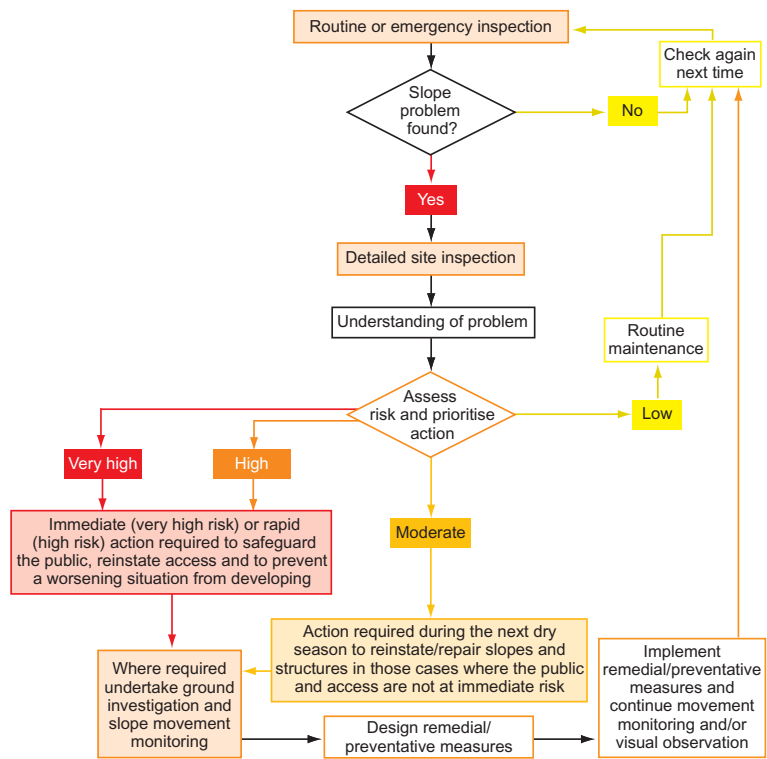 Routine or emergency inspection
Check again
next time
Slope
problem
found?
No
Yes
Detailed site inspection
Understanding of problem
Routine
maintenance
Assess
risk and prioritise
action
Low
Very high
High
Moderate
Immediate (very high risk) or rapid
(high risk) action required to safeguard
the public, reinstate access and to prevent
a worsening situation from developing
Action required during the next dry
season to reinstate/repair slopes and
structures in those cases where the public
and access are not at immediate risk
Where required
undertake ground
investigation and
slope movement
monitoring
Design remedial/
preventative measures
Implement
remedial/preventative
measures and
continue movement
monitoring and/or
visual observation